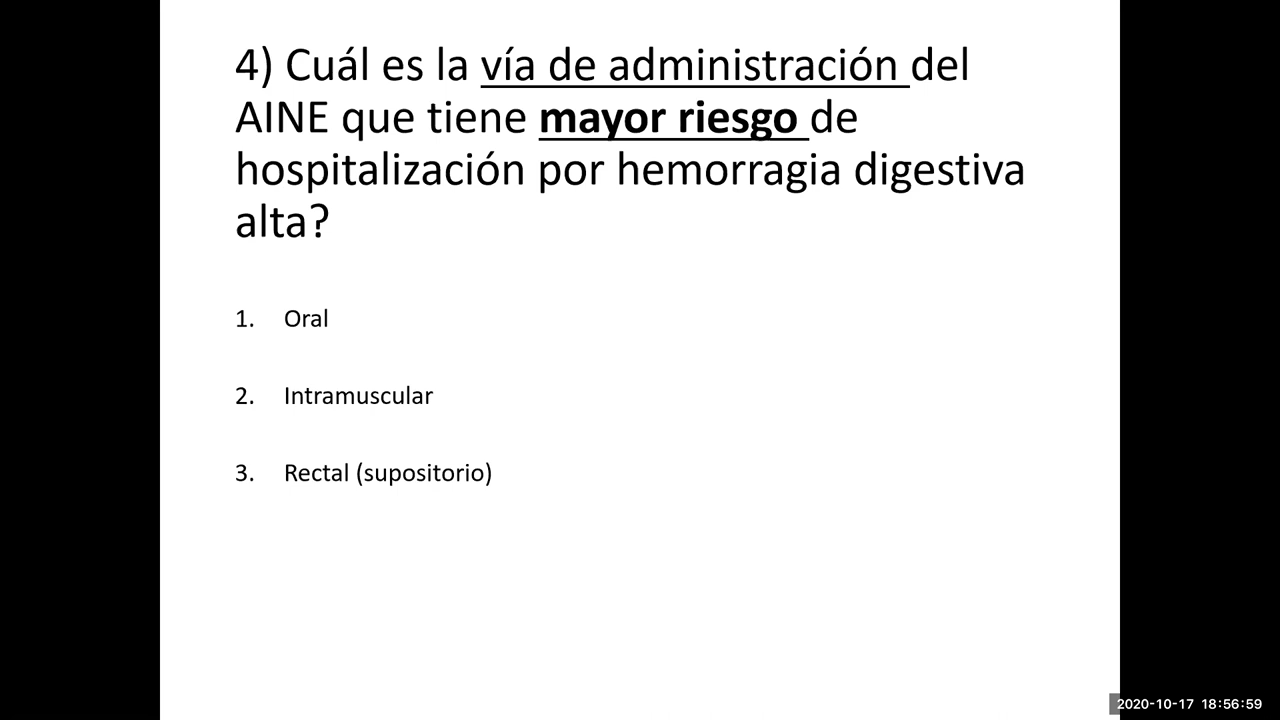 4) Cuál es la vía de administración del
AINE que tiene mayor riesgo de
hospitalización por hemorragia digestiva
alta?
1. Oral
2. Intramuscular
3. Rectal (supositorio)
2020-10-17 18:56:59